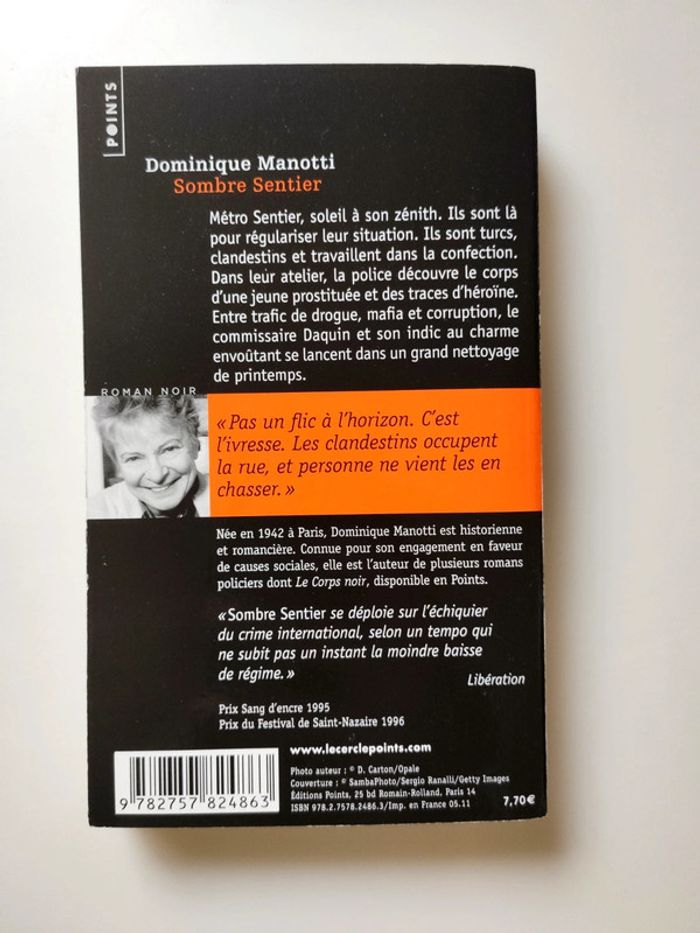 POINTS
Dominique Manotti
Sombre Sentier
Métro Sentier, soleil à son zénith. Ils sont là
pour régulariser leur situation. Ils sont turcs,
clandestins et travaillent dans la confection.
Dans leur atelier, la police découvre le corps
d'une jeune prostituée et des traces d'héroïne.
Entre trafic de drogue, mafia et corruption, le
commissaire Daquin et son indic au charme
envoûtant se lancent dans un grand nettoyage
de printemps.
ROMAN NOIR
« Pas un flic à l'horizon. C'est
l'ivresse. Les clandestins occupent
la rue, et personne ne vient les en
chasser. »
Née en 1942 à Paris, Dominique Manotti est historienne
et romancière. Connue pour son engagement en faveur
de causes sociales, elle est l'auteur de plusieurs romans
policiers dont Le Corps noir, disponible en Points.
« Sombre Sentier se déploie sur l'échiquier
du crime international, selon un tempo qui
ne subit pas un instant la moindre baisse
de régime. »
Libération
Prix Sang d'encre 1995
Prix du Festival de Saint-Nazaire 1996
www.lecerclepoints.com
Photo auteur : © D. Carton/Opale
Couverture : © SambaPhoto/Sergio Ranalli/Getty Images
Éditions Points, 25 bd Romain-Rolland, Paris 14
ISBN 978.2.7578.2486.3/Imp. en France 05.11
7,70€
9 782757 824863